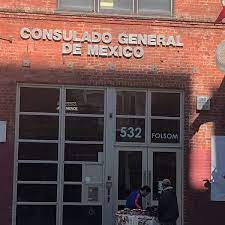 CONSULADO GENERAL
DE MEXICO
532 FOLSOM